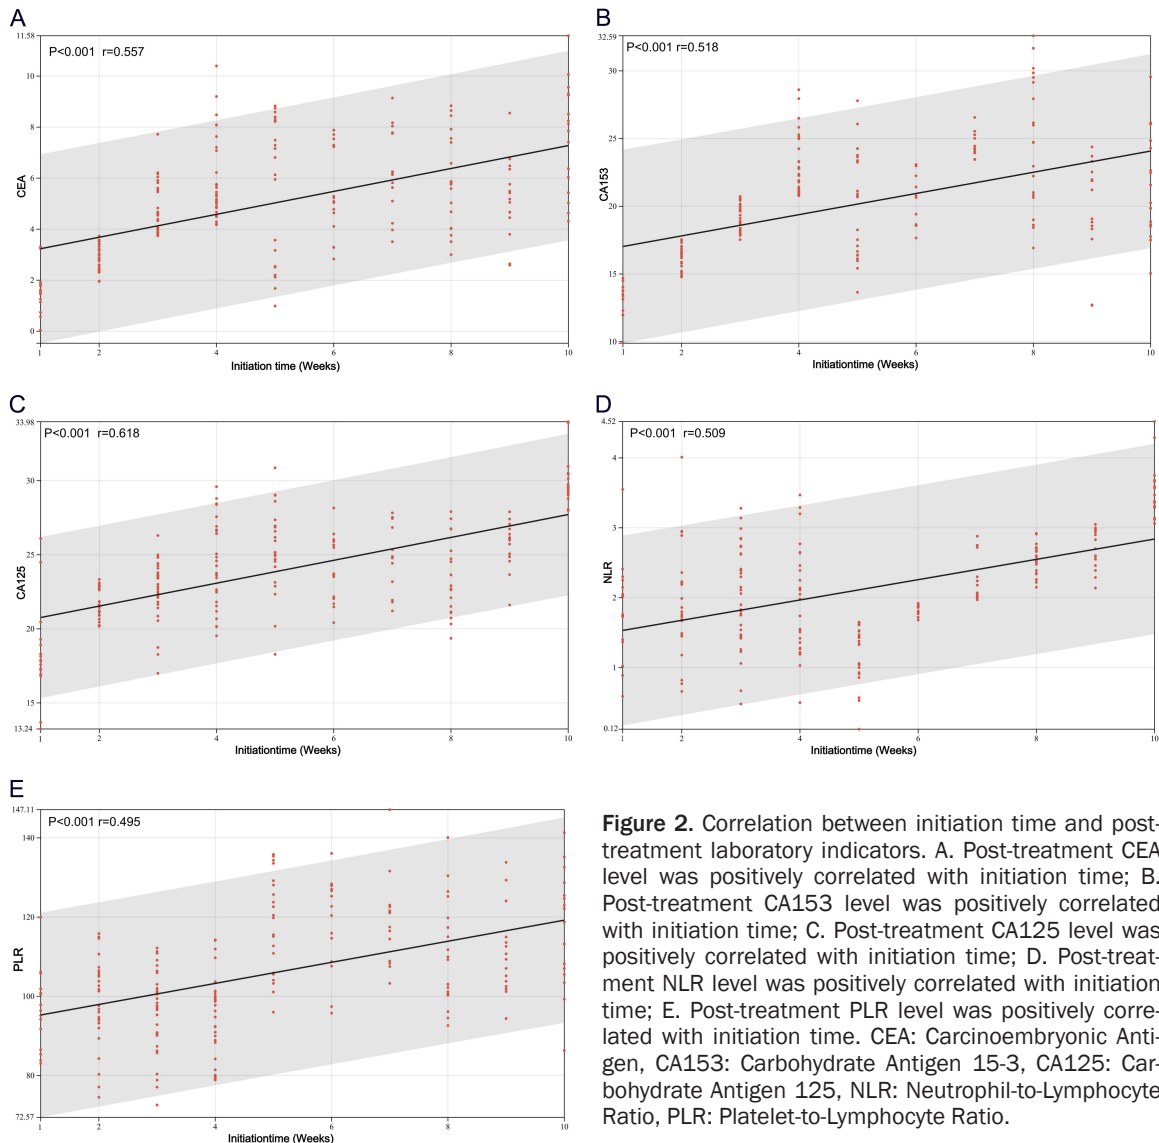 A
11.58
P<0.001 r=0.557
10
8
6
4
2
0
CEA
1 2 4 6 8 10
Initiation time (Weeks)
B
32.59
P<0.001 r=0.518
30
25
20
15
10
CA153
1 2 4 6 8 10
Initiationtime (Weeks)
C
33.98
P<0.001 r=0.618
30
25
20
15
13.24
CA125
1 2 4 6 8 10
Initiationtime (Weeks)
D
4.52
P<0.001 r=0.509
4
3
2
1
0.12
NLR
1 2 4 6 8 10
Initiationtime (Weeks)
E
147.11
P<0.001 r=0.495
140
120
100
80
72.57
PLR
1 2 4 6 8 10
Initiationtime (Weeks)
Figure 2. Correlation between initiation time and post-
treatment laboratory indicators. A. Post-treatment CEA
level was positively correlated with initiation time; B.
Post-treatment CA153 level was positively correlated
with initiation time; C. Post-treatment CA125 level was
positively correlated with initiation time; D. Post-treat-
ment NLR level was positively correlated with initiation
time; E. Post-treatment PLR level was positively corre-
lated with initiation time. CEA: Carcinoembryonic Anti-
gen, CA153: Carbohydrate Antigen 15-3, CA125: Car-
bohydrate Antigen 125, NLR: Neutrophil-to-Lymphocyte
Ratio, PLR: Platelet-to-Lymphocyte Ratio.